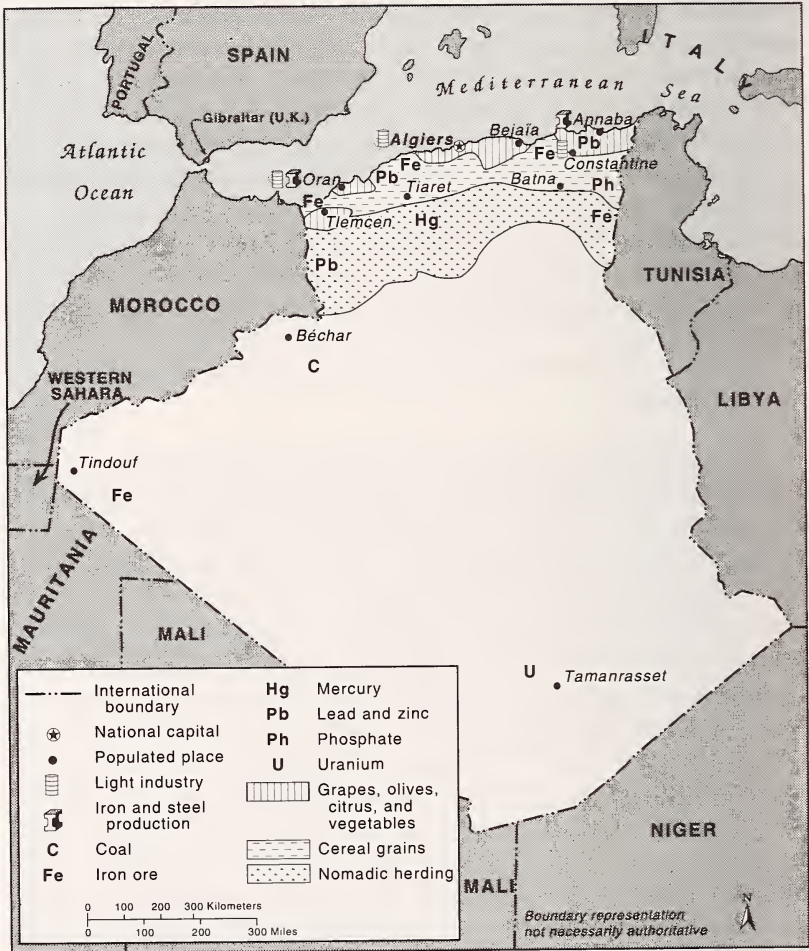 ITALY
SPAIN
PORTUGAL
Mediterranean
Sea
Gibraltar (U.K.)
Atlantic
Ocean
Annaba
Pb
Bejaïa
Algiers
Fe
Fe
Constantine
Oran
Pb
Tiaret
Batna
Ph
Fe
Tlemcen
Hg
Fe
Pb
TUNISIA
MOROCCO
Béchar
C
WESTERN
SAHARA
LIBYA
Tindouf
Fe
MAURITANIA
MALI
U
Tamanrasset
NIGER
MALI
International
boundary
National capital
Populated place
Light industry
Iron and steel
production
C Coal
Fe Iron ore
Hg Mercury
Pb Lead and zinc
Ph Phosphate
U Uranium
Grapes, olives,
citrus, and
vegetables
Cereal grains
Nomadic herding
0 100 200 300 Kilometers
0 100 200 300 Miles
N
Boundary representation
not necessarily authoritative